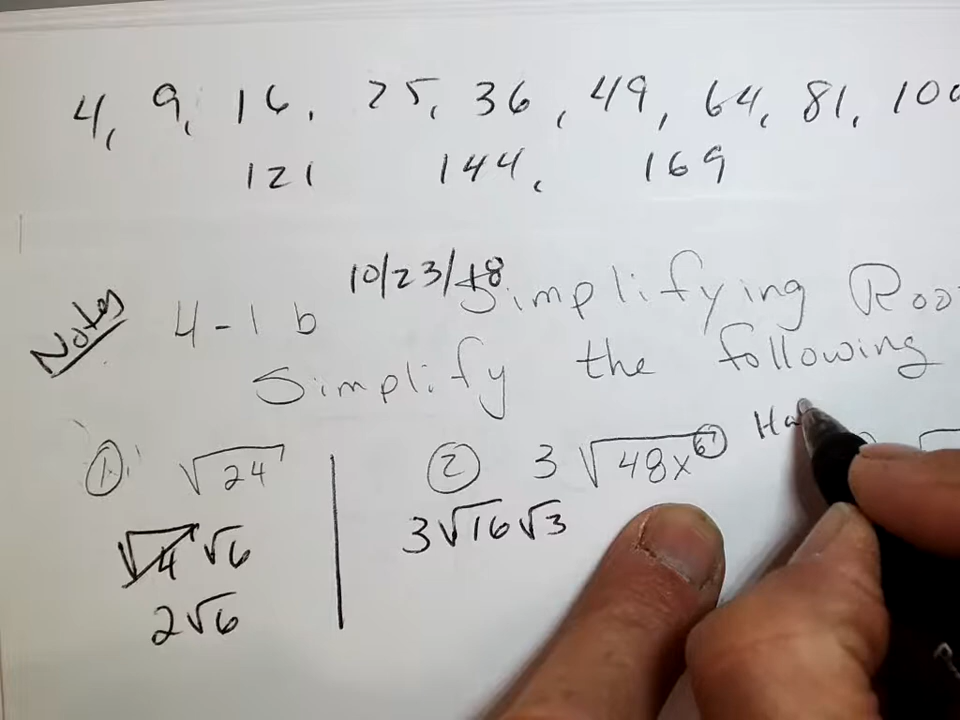 4, 9, 16, 25, 36, 49, 64, 81, 100
121 144, 169
Notes 4-1 b 10/23/18 Simplifying Roo
Simplify the following
① √24 ② 3√48x⁶ Ha
√4 √6 3√16 √3
2√6